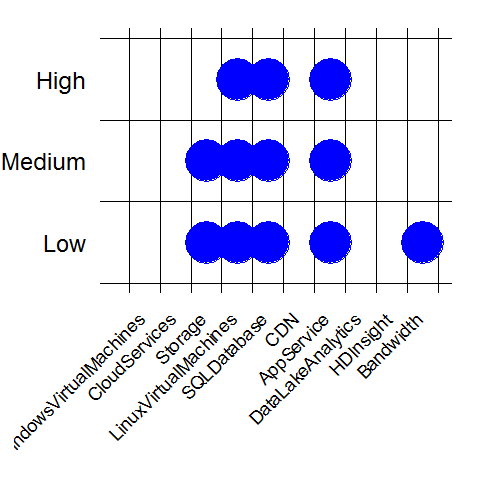 High
Medium
Low
ndowsVirtualMachines
CloudServices
Storage
LinuxVirtualMachines
SQLDatabase
CDN
AppService
DataLakeAnalytics
HDInsight
Bandwidth